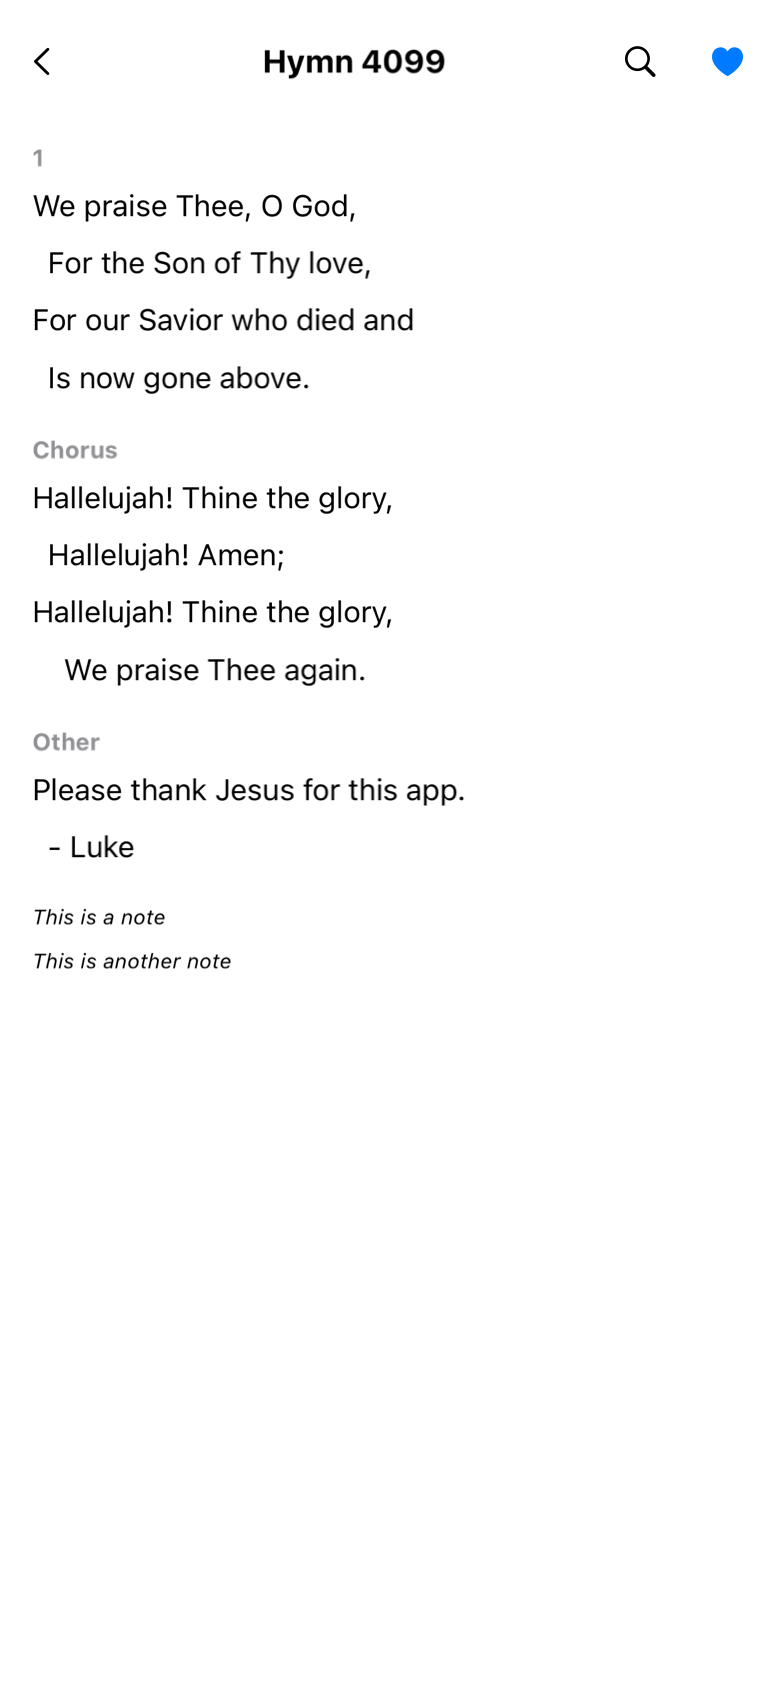 Hymn 4099
1
We praise Thee, O God,
For the Son of Thy love,
For our Savior who died and
Is now gone above.
Chorus
Hallelujah! Thine the glory,
Hallelujah! Amen;
Hallelujah! Thine the glory,
We praise Thee again.
Other
Please thank Jesus for this app.
- Luke
This is a note
This is another note